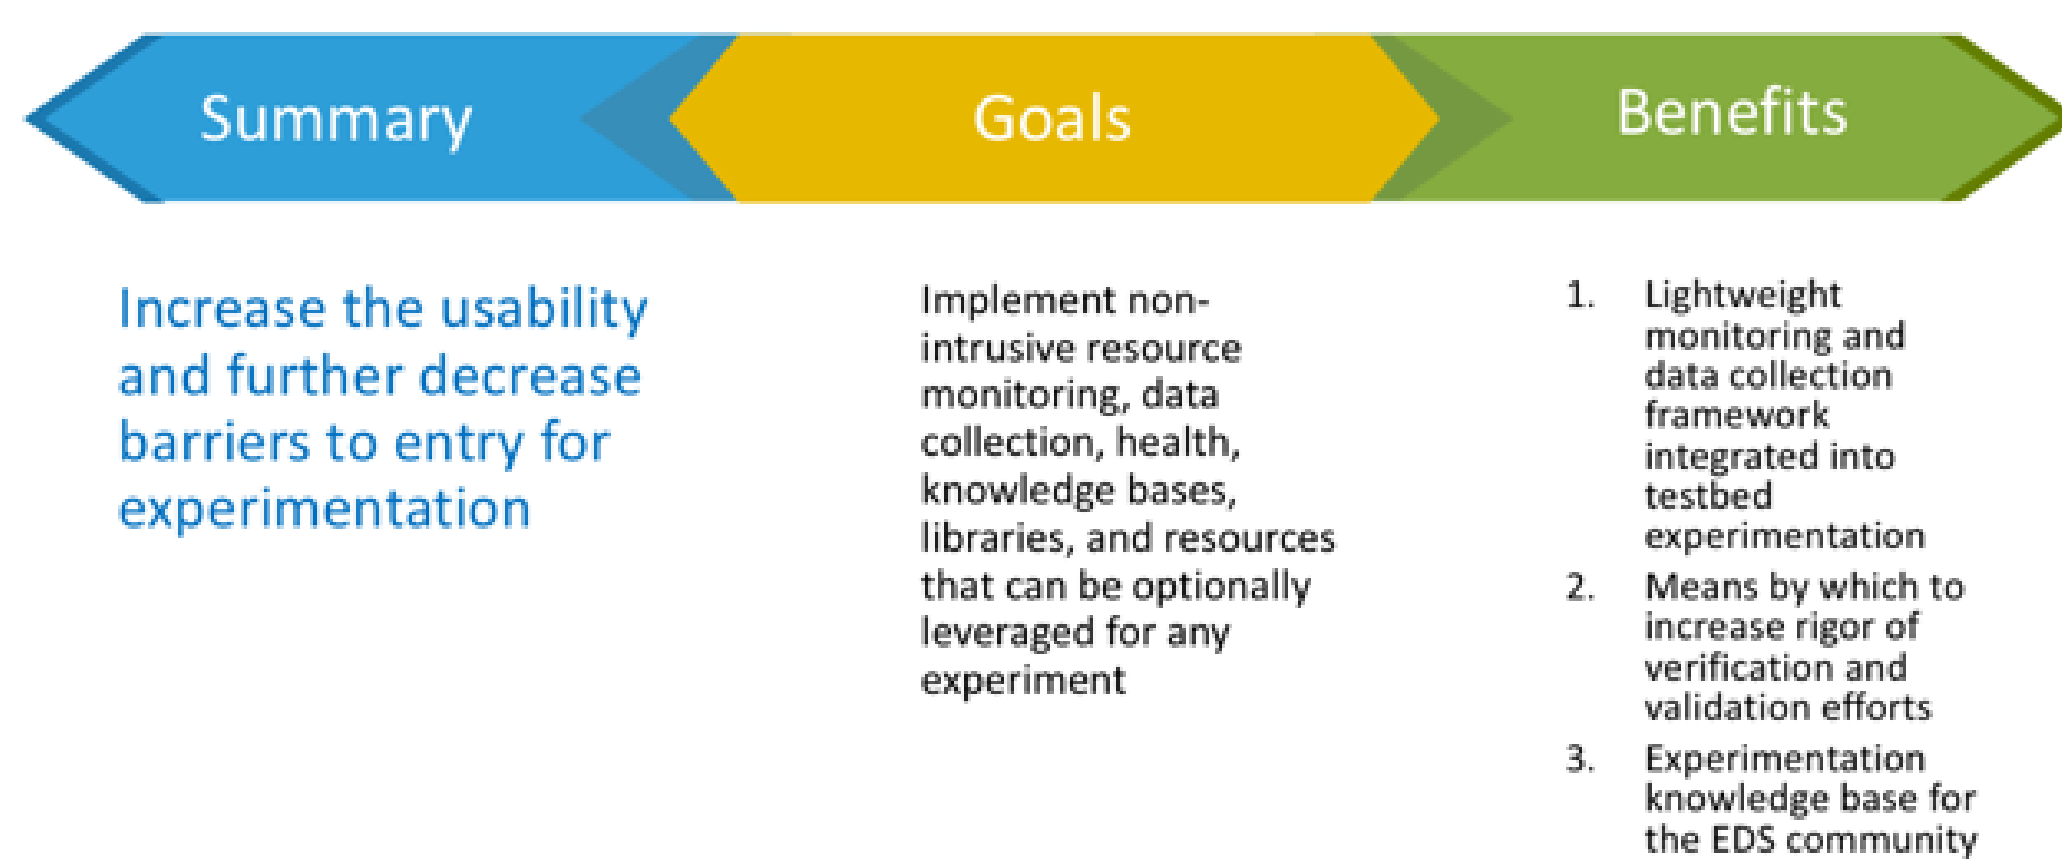 Summary
Goals
Benefits
Increase the usability
and further decrease
barriers to entry for
experimentation
Implement non-
intrusive resource
monitoring, data
collection, health,
knowledge bases,
libraries, and resources
that can be optionally
leveraged for any
experiment
1. Lightweight
monitoring and
data collection
framework
integrated into
testbed
experimentation
2. Means by which to
increase rigor of
verification and
validation efforts
3. Experimentation
knowledge base for
the EDS community